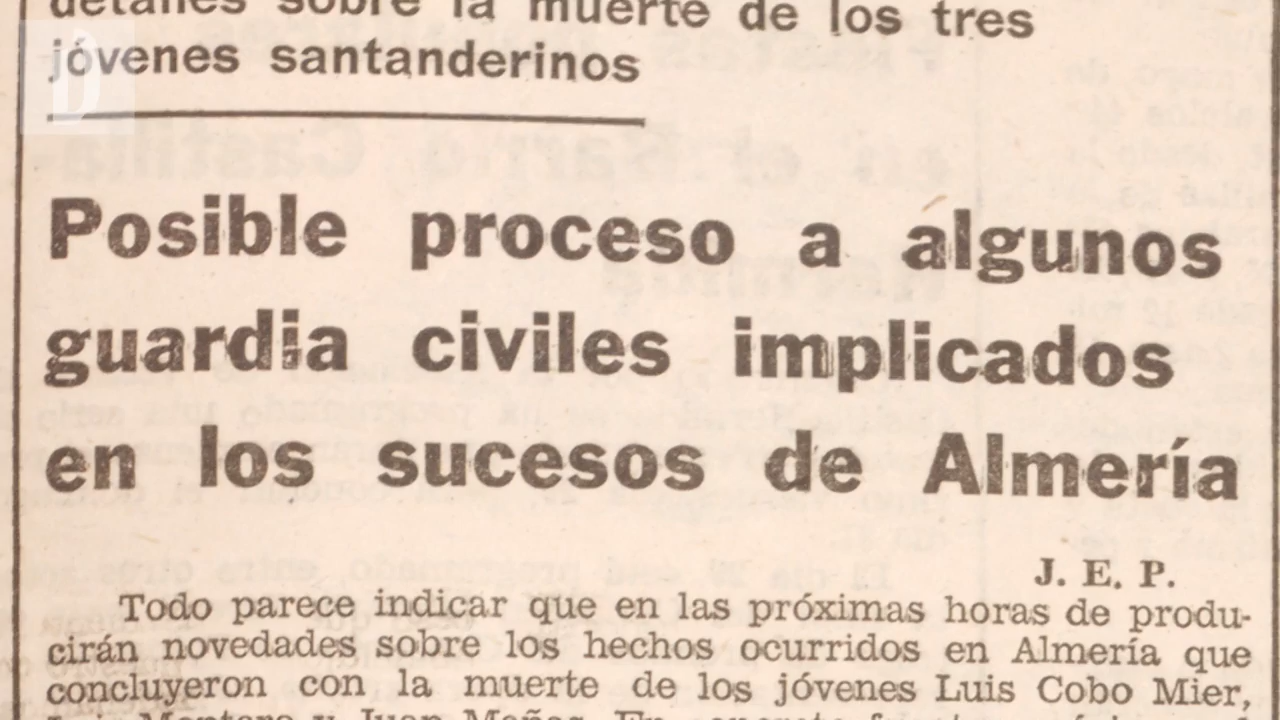 detalles sobre la muerte de los tres
jóvenes santanderinos
Posible proceso a algunos
guardia civiles implicados
en los sucesos de Almería
J. E. P.
Todo parece indicar que en las próximas horas de produ-
cirán novedades sobre los hechos ocurridos en Almería que
concluyeron con la muerte de los jóvenes Luis Cobo Mier,